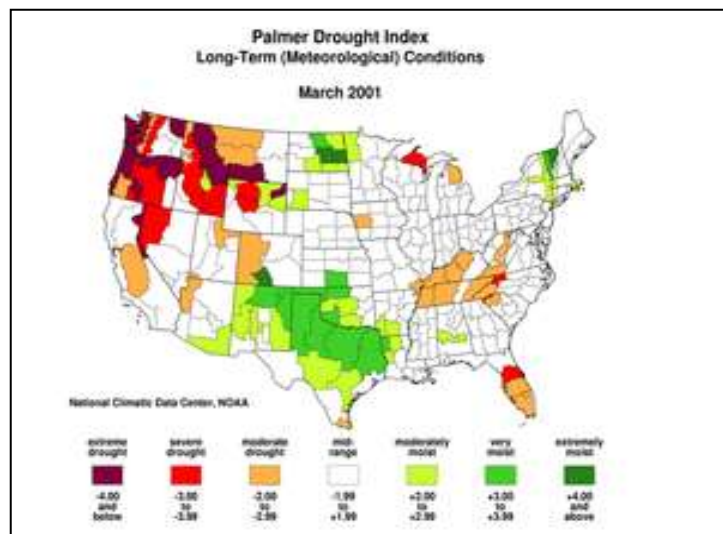 Palmer Drought Index
Long-Term (Meteorological) Conditions
March 2001
National Climatic Data Center, NOAA
extreme drought
severe drought
moderate drought
mid-range
moderately moist
very moist
extremely moist
-4.00 and below
-3.00 to -3.99
-2.00 to -2.99
-1.99 to +1.99
+2.00 to +2.99
+3.00 to +3.99
+4.00 and above